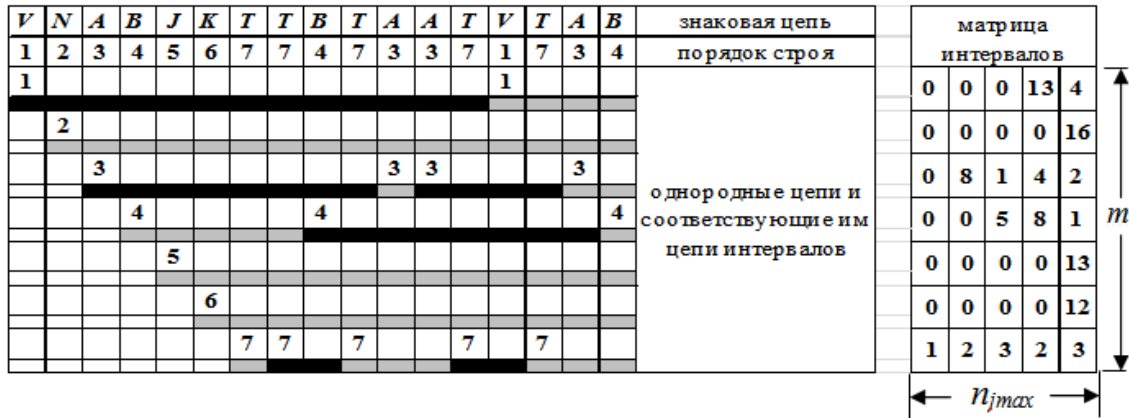 V N A B J K T T B T A A T V T A B знаковая цепь
1 2 3 4 5 6 7 7 4 7 3 3 7 1 7 3 4 порядок строя
матрица
интервалов
1 1
2
3 3 3 3
4 4 4
5
6
7 7 7 7 7
однородные цепи и
соответствующие им
цепи интервалов
0 0 0 13 4
0 0 0 0 16
0 8 1 4 2
0 0 5 8 1
0 0 0 0 13
0 0 0 0 12
1 2 3 2 3
m
njmax